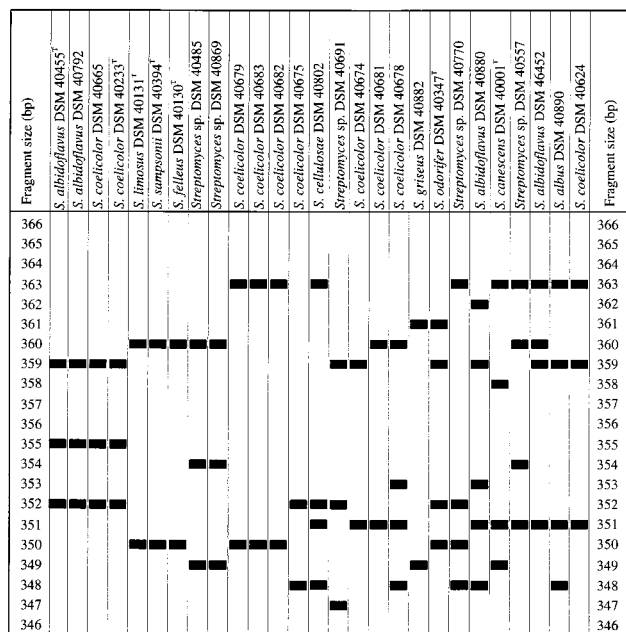 Fragment size (bp)
S. albidoflavus DSM 40455T
S. albidoflavus DSM 40792
S. coelicolor DSM 40665
S. coelicolor DSM 40233T
S. limosus DSM 40131T
S. sampsonii DSM 40394T
S. felleus DSM 40130T
Streptomyces sp. DSM 40485
Streptomyces sp. DSM 40869
S. coelicolor DSM 40679
S. coelicolor DSM 40683
S. coelicolor DSM 40682
S. coelicolor DSM 40675
S. cellulosae DSM 40802
Streptomyces sp. DSM 40691
S. coelicolor DSM 40674
S. coelicolor DSM 40681
S. coelicolor DSM 40678
S. griseus DSM 40882
S. odorifer DSM 40347T
Streptomyces sp. DSM 40770
S. albidoflavus DSM 40880
S. canescens DSM 40001T
Streptomyces sp. DSM 40557
S. albidoflavus DSM 46452
S. albus DSM 40890
S. coelicolor DSM 40624
Fragment size (bp)
366 366
365 365
364 364
363 363
362 362
361 361
360 360
359 359
358 358
357 357
356 356
355 355
354 354
353 353
352 352
351 351
350 350
349 349
348 348
347 347
346 346